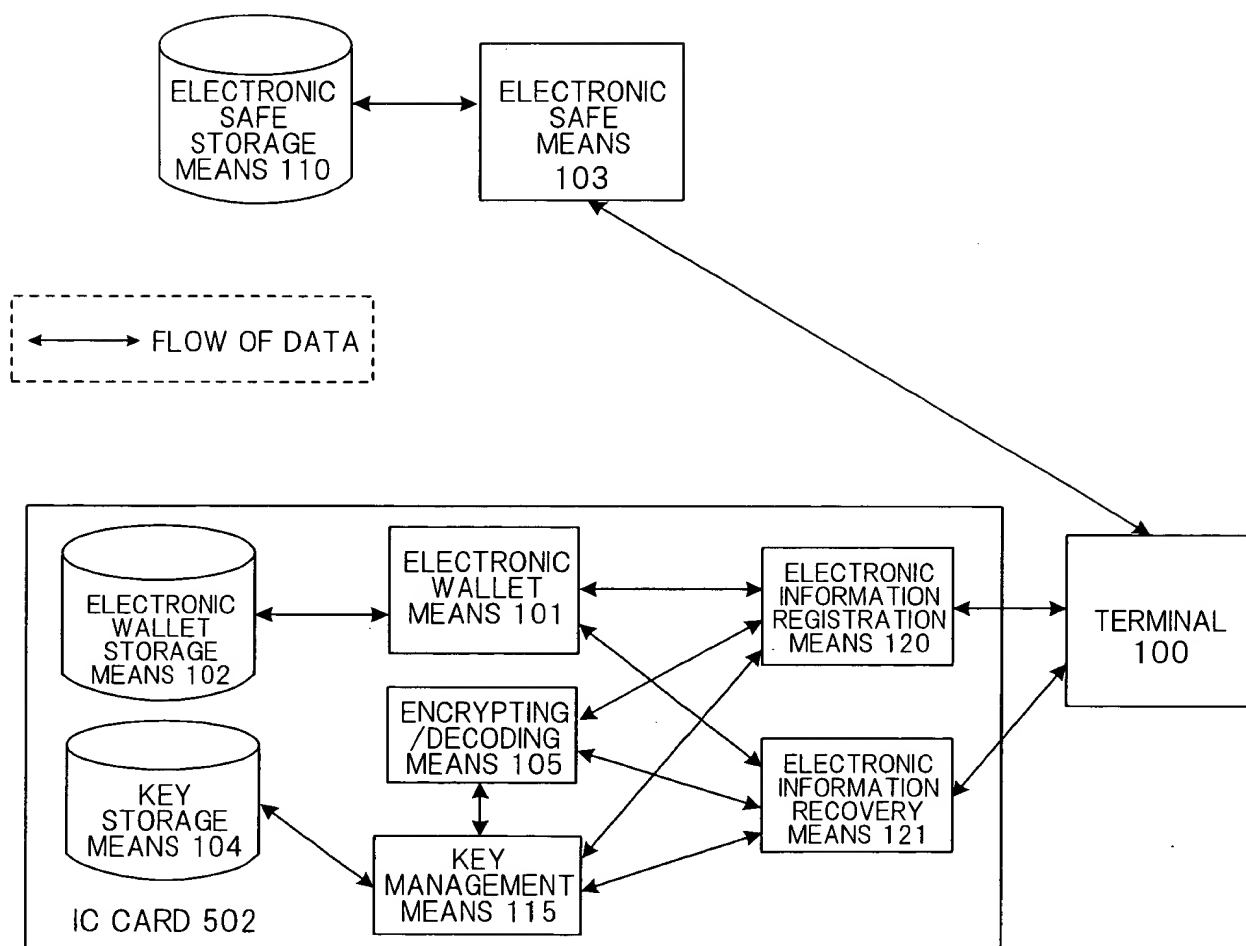 ELECTRONIC
SAFE
STORAGE
MEANS 110
ELECTRONIC
SAFE
MEANS
103
FLOW OF DATA
ELECTRONIC
WALLET
STORAGE
MEANS 102
ELECTRONIC
WALLET
MEANS 101
ELECTRONIC
INFORMATION
REGISTRATION
MEANS 120
TERMINAL
100
ENCRYPTING
/DECODING
MEANS 105
KEY
STORAGE
MEANS 104
ELECTRONIC
INFORMATION
RECOVERY
MEANS 121
KEY
MANAGEMENT
MEANS 115
IC CARD 502